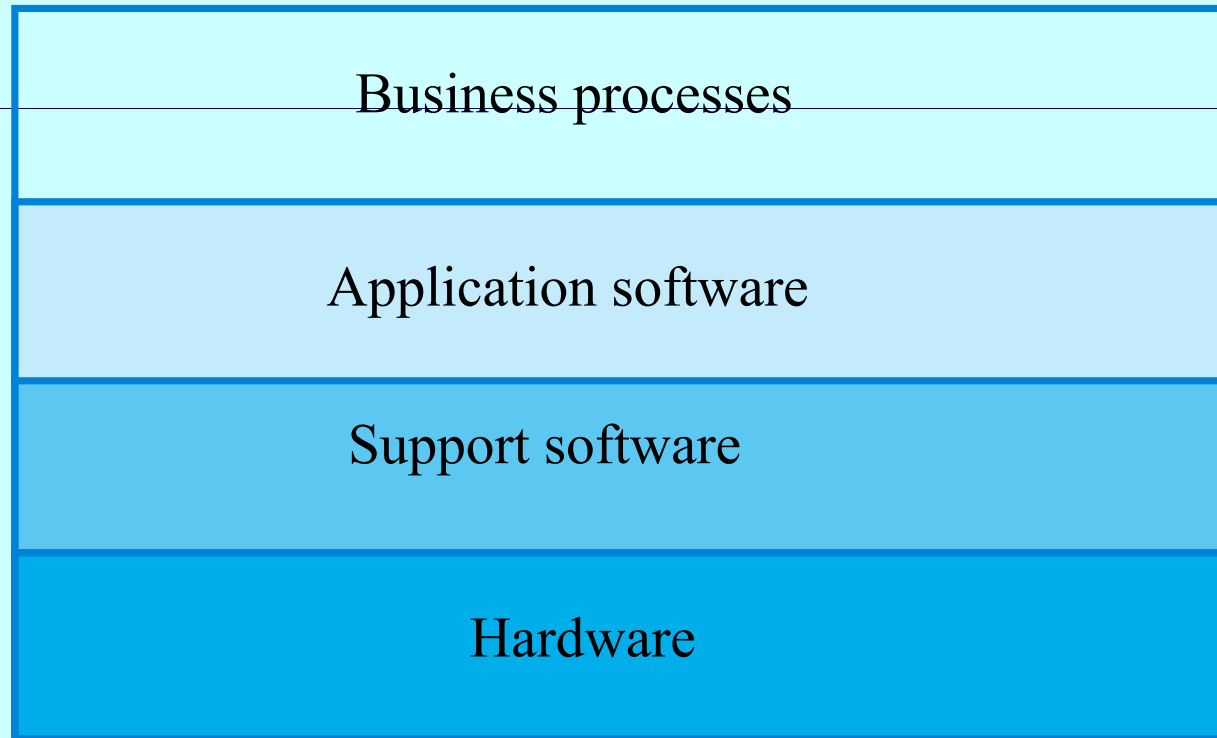 Business processes
Application software
Support software
Hardware